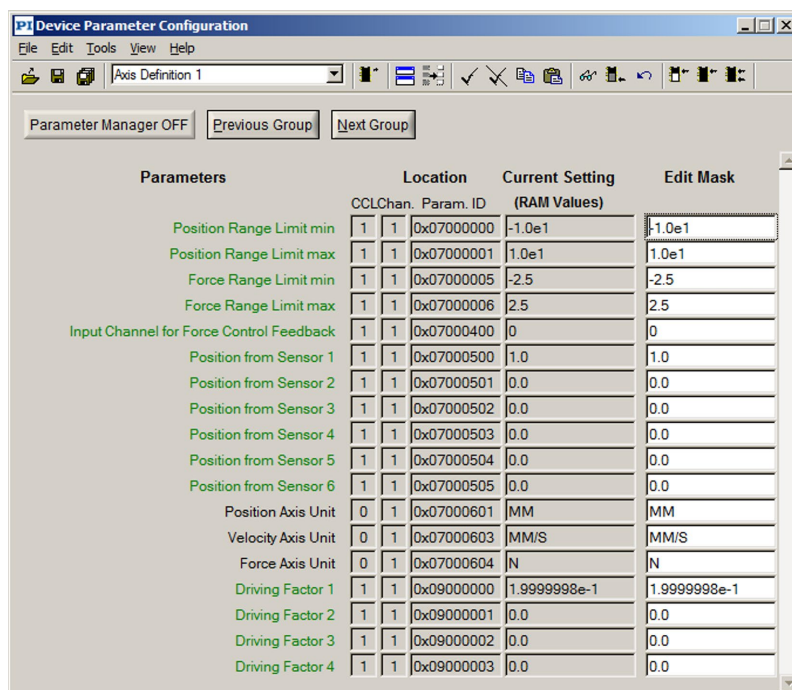 PI Device Parameter Configuration
File Edit Tools View Help
Axis Definition 1
Parameter Manager OFF Previous Group Next Group
Parameters Location Current Setting Edit Mask
CCL Chan. Param. ID (RAM Values)
Position Range Limit min 1 1 0x07000000 -1.0e1 -1.0e1
Position Range Limit max 1 1 0x07000001 1.0e1 1.0e1
Force Range Limit min 1 1 0x07000005 -2.5 -2.5
Force Range Limit max 1 1 0x07000006 2.5 2.5
Input Channel for Force Control Feedback 1 1 0x07000400 0 0
Position from Sensor 1 1 1 0x07000500 1.0 1.0
Position from Sensor 2 1 1 0x07000501 0.0 0.0
Position from Sensor 3 1 1 0x07000502 0.0 0.0
Position from Sensor 4 1 1 0x07000503 0.0 0.0
Position from Sensor 5 1 1 0x07000504 0.0 0.0
Position from Sensor 6 1 1 0x07000505 0.0 0.0
Position Axis Unit 0 1 0x07000601 MM MM
Velocity Axis Unit 0 1 0x07000603 MM/S MM/S
Force Axis Unit 0 1 0x07000604 N N
Driving Factor 1 1 1 0x09000000 1.9999998e-1 1.9999998e-1
Driving Factor 2 1 1 0x09000001 0.0 0.0
Driving Factor 3 1 1 0x09000002 0.0 0.0
Driving Factor 4 1 1 0x09000003 0.0 0.0